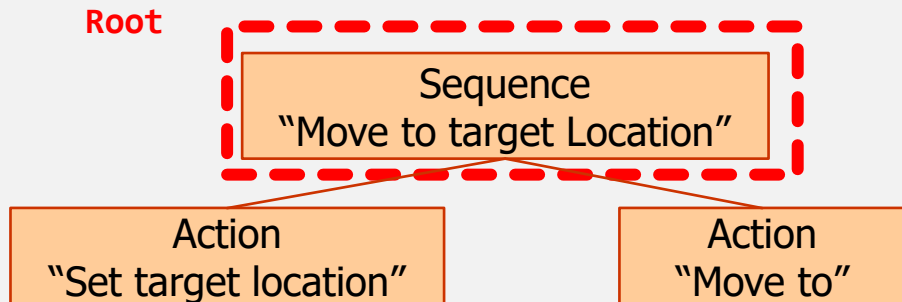 Root
Sequence
“Move to target Location”
Action
“Set target location”
Action
“Move to”